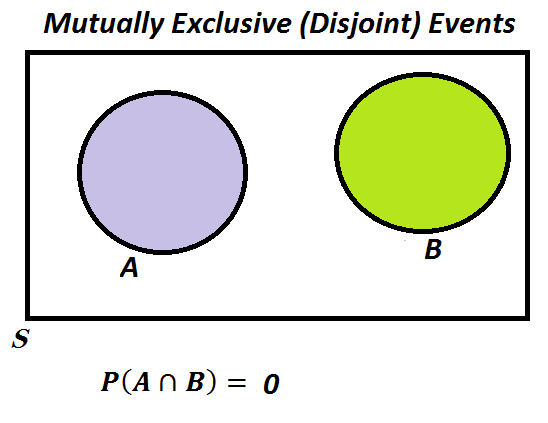 Mutually Exclusive (Disjoint) Events
A
B
S
P(A ∩ B) = 0